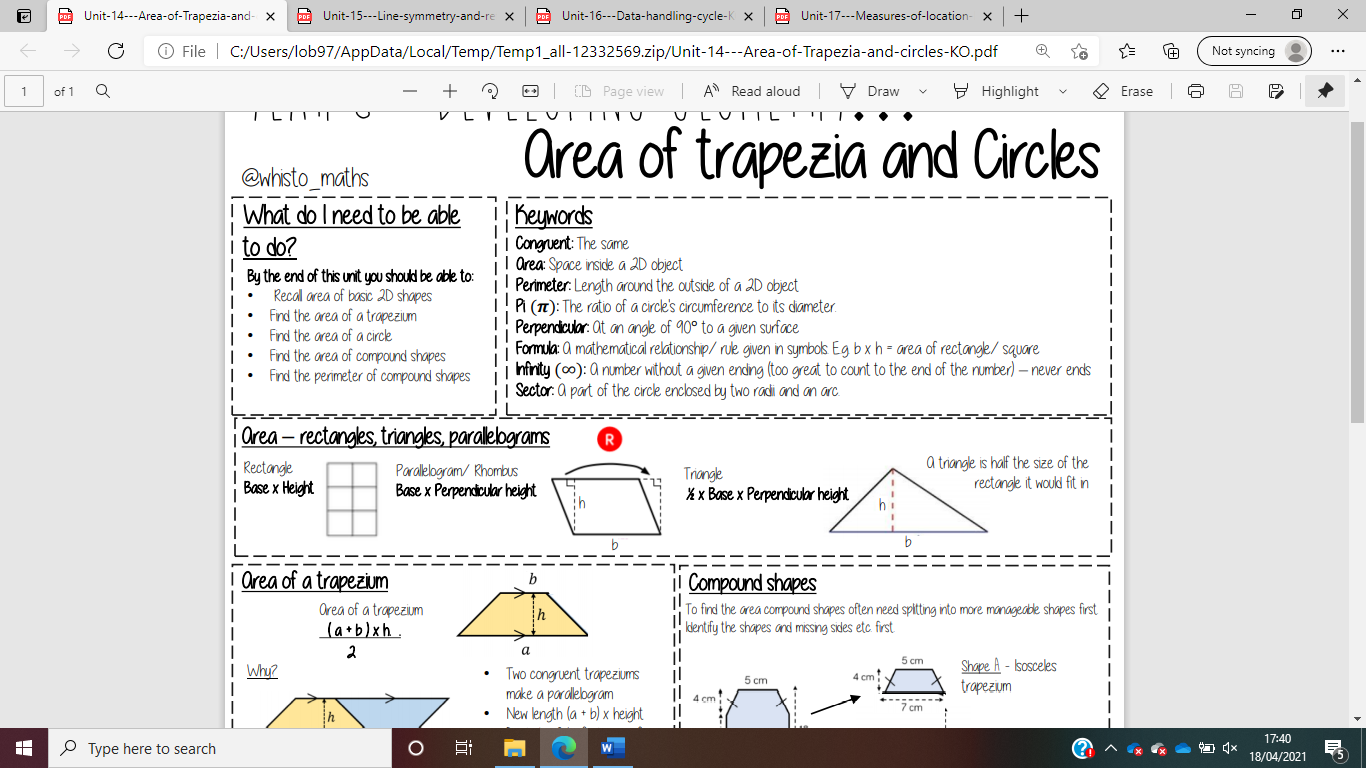 Unit-14---Area-of-Trapezia-and-
Unit-15---Line-symmetry-and-re
Unit-16---Data-handling-cycle-K
Unit-17---Measures-of-location-
File
C:/Users/lob97/AppData/Local/Temp/Temp1_all-12332569.zip/Unit-14---Area-of-Trapezia-and-circles-KO.pdf
Not syncing
1 of 1
Page view
Read aloud
Draw
Highlight
Erase
Area of trapezia and Circles
@whisto_maths
What do I need to be able
to do?
By the end of this unit you should be able to:
• Recall area of basic 2D shapes
• Find the area of a trapezium
• Find the area of a circle
• Find the area of compound shapes
• Find the perimeter of compound shapes
Keywords
Congruent: The same
Area: Space inside a 2D object
Perimeter: Length around the outside of a 2D object
Pi (π): The ratio of a circle's circumference to its diameter.
Perpendicular: At an angle of 90° to a given surface
Formula: A mathematical relationship/ rule given in symbols. E.g. b x h = area of rectangle/ square
Infinity (∞): A number without a given ending (too great to count to the end of the number) – never ends
Sector: A part of the circle enclosed by two radii and an arc.
Area – rectangles, triangles, parallelograms
R
Rectangle
Base x Height
Parallelogram/ Rhombus
Base x Perpendicular height
h
b
Triangle
½ x Base x Perpendicular height
h
b
A triangle is half the size of the
rectangle it would fit in
Area of a trapezium
Area of a trapezium
(a + b) x h
2
b
h
a
Why?
h
• Two congruent trapeziums
make a parallelogram
• New length (a + b) x height
Compound shapes
To find the area compound shapes often need splitting into more manageable shapes first.
Identify the shapes and missing sides etc. first.
5 cm
4 cm
5 cm
4 cm
7 cm
Shape A - Isosceles
trapezium
Type here to search
17:40
18/04/2021
5